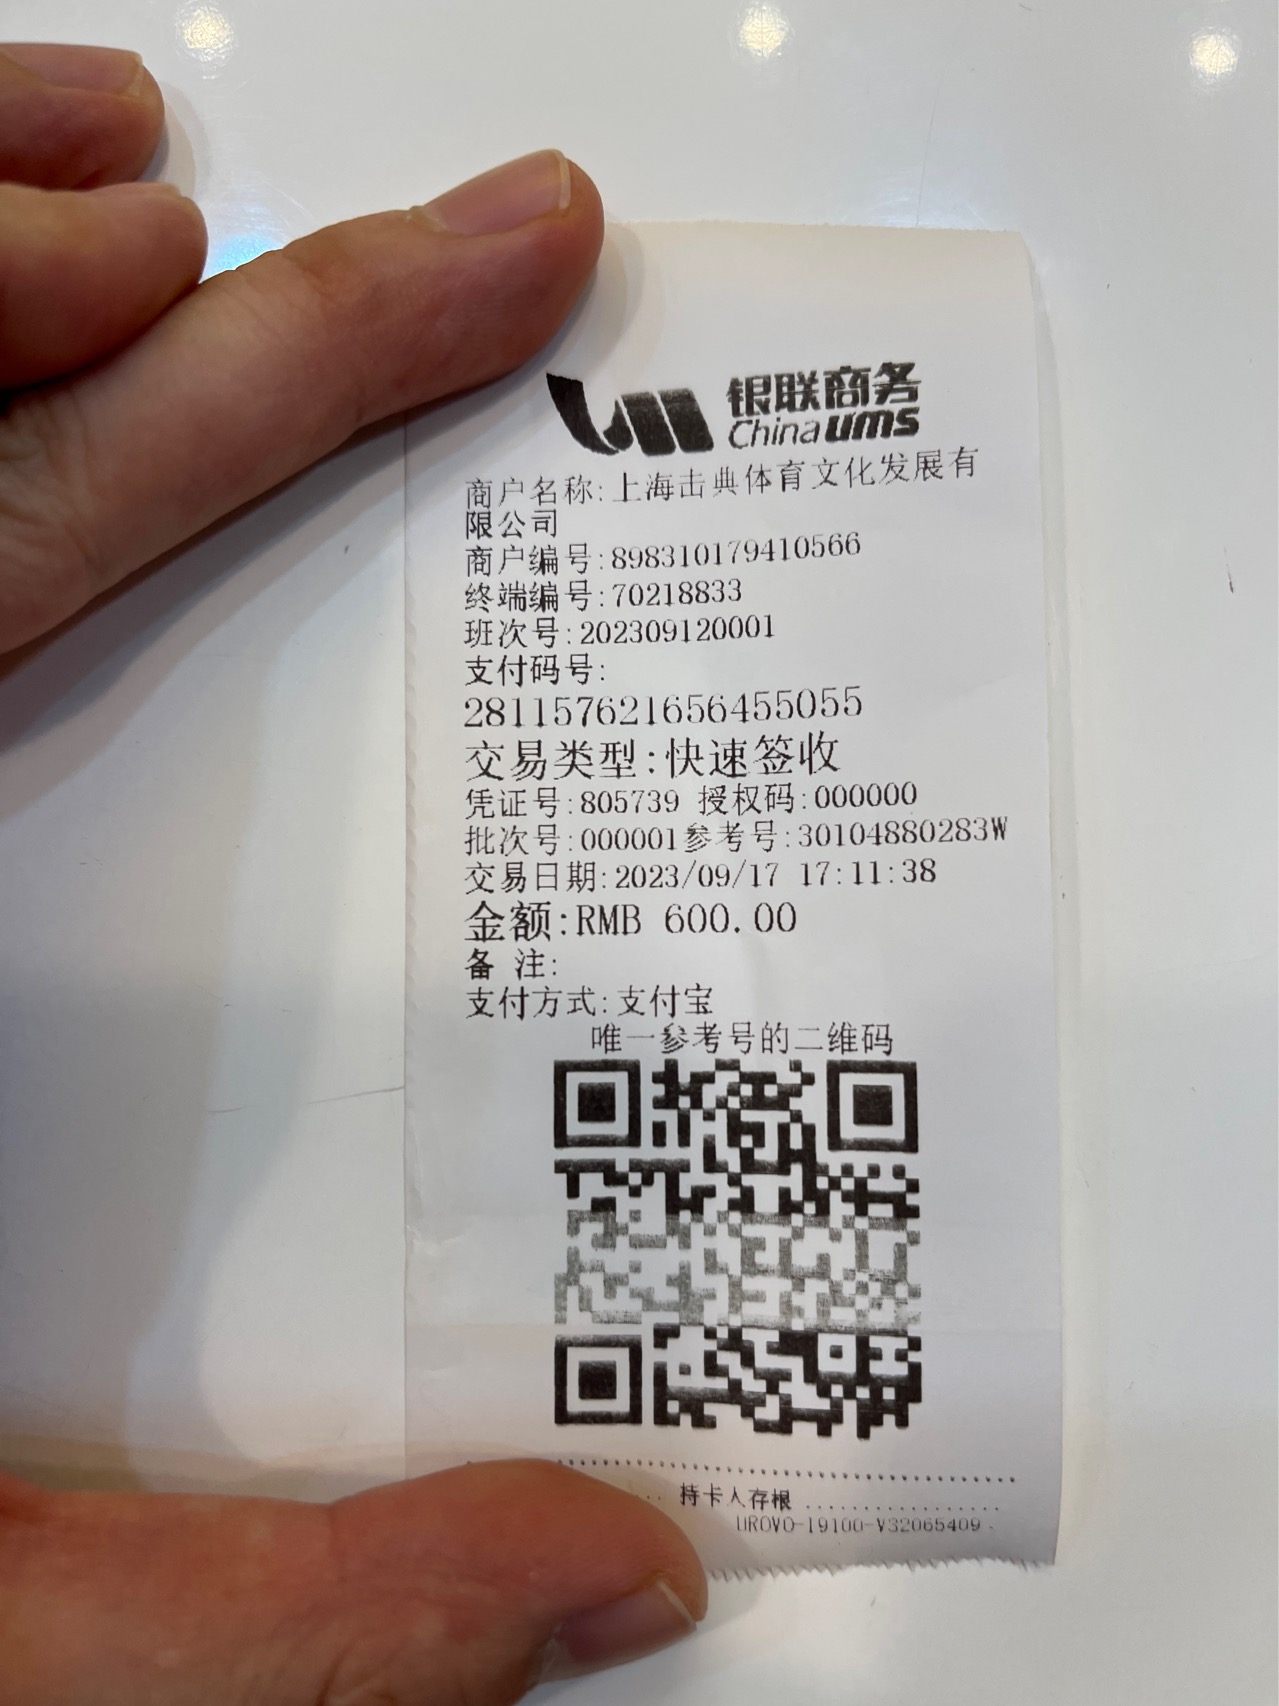 银联商务
Chinaums
商户名称:上海击典体育文化发展有
限公司
商户编号:898310179410566
终端编号:70218833
班次号:202309120001
支付码号:
281157621656455055
交易类型:快速签收
凭证号:805739 授权码:000000
批次号:000001参考号:30104880283W
交易日期:2023/09/17 17:11:38
金额:RMB 600.00
备 注:
支付方式:支付宝
唯一参考号的二维码
持卡人存根
UROVO-I9100-V32065409